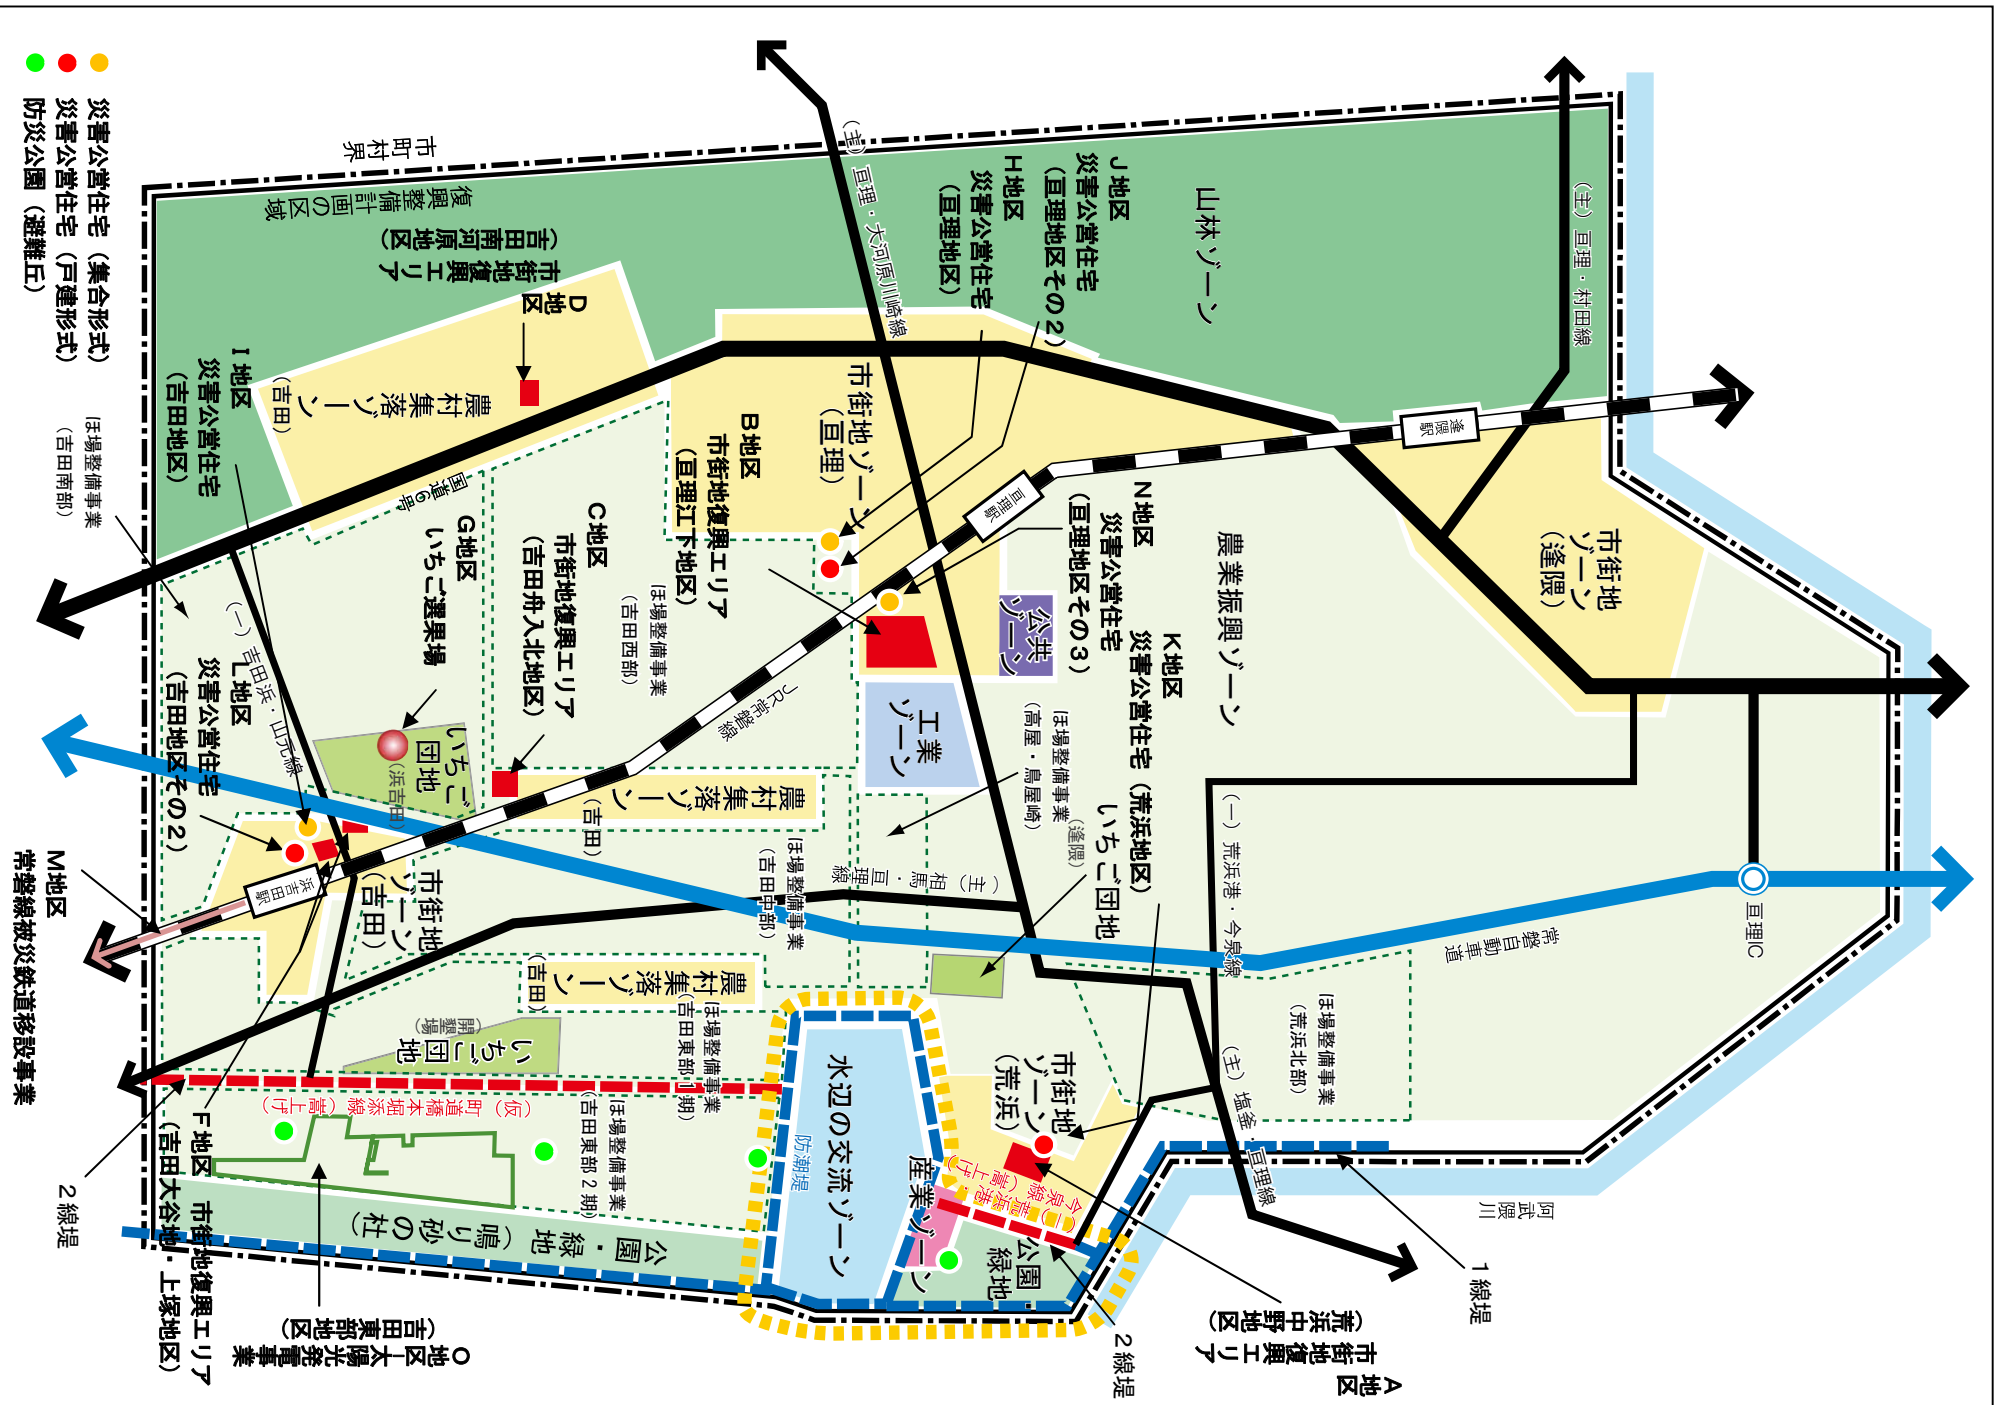 災害公営住宅（集合形式）
災害公営住宅（戸建形式）
防災公園（避難丘）
市町村界
復興整備計画の区域
D地区
市街地復興エリア
（吉田南河原地区）
農村集落ゾーン
（吉田）
I地区
災害公営住宅
（吉田地区）
ほ場整備事業
（吉田南部）
国道6号
（主）亘理・大河原川崎線
J地区
災害公営住宅
（亘理地区その２）
H地区
災害公営住宅
（亘理地区）
山林ゾーン
（主）亘理・村田線
市街地ゾーン
（亘理）
B地区
市街地復興エリア
（亘理江下地区）
C地区
市街地復興エリア
（吉田舟入北地区）
G地区
いちご選果場
ほ場整備事業
（吉田西部）
逢隈駅
亘理駅
N地区
災害公営住宅
（亘理地区その３）
農業振興ゾーン
市街地
ゾーン
（逢隈）
公共
ゾーン
工業
ゾーン
K地区
災害公営住宅（荒浜地区）
JR常磐線
（一）吉田浜・山元線
L地区
災害公営住宅
（吉田地区その２）
いちご
団地
（浜吉田）
農村集落ゾーン
（吉田）
ほ場整備事業
（高屋・鳥屋崎）
いちご団地
（逢隈）
（一）荒浜港・今泉線
亘理IC
常磐自動車道
（主）相馬・亘理線
ほ場整備事業
（吉田中部）
浜吉田駅
市街地
ゾーン
（吉田）
M地区
常磐線被災鉄道移設事業
農村集落ゾーン
（吉田）
いちご団地
（開墾場）
ほ場整備事業
（吉田東部１期）
ほ場整備事業
（荒浜北部）
（仮）町道橋本堀添線（嵩上げ）
ほ場整備事業
（吉田東部２期）
水辺の交流ゾーン
防潮堤
市街地
ゾーン
（荒浜）
（主）塩釜・亘理線
（一）荒浜港・
今泉線（嵩上げ）
産業ゾーン
公園・
緑地
公園・緑地（鳴り砂の杜）
阿武隈川
１線堤
２線堤
２線堤
F地区　市街地復興エリア
（吉田大谷地・上塚地区）
O地区ー太陽光発電事業
（吉田東部地区）
A地区
市街地復興エリア
（荒浜中野地区）